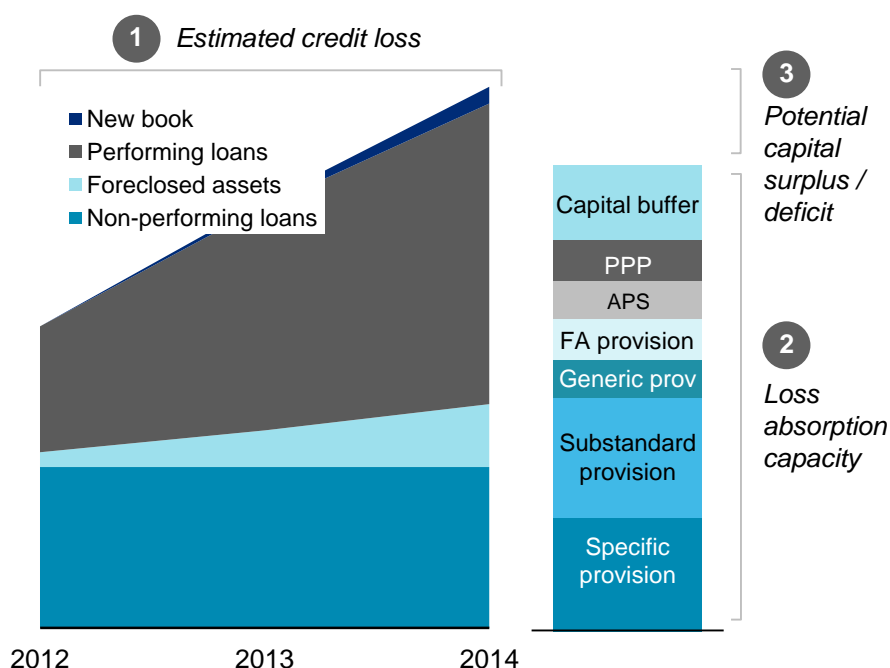 1 Estimated credit loss
New book
Performing loans
Foreclosed assets
Non-performing loans
2012 2013 2014
Capital buffer
PPP
APS
FA provision
Generic prov
Substandard
provision
Specific
provision
3
Potential
capital
surplus /
deficit
2
Loss
absorption
capacity